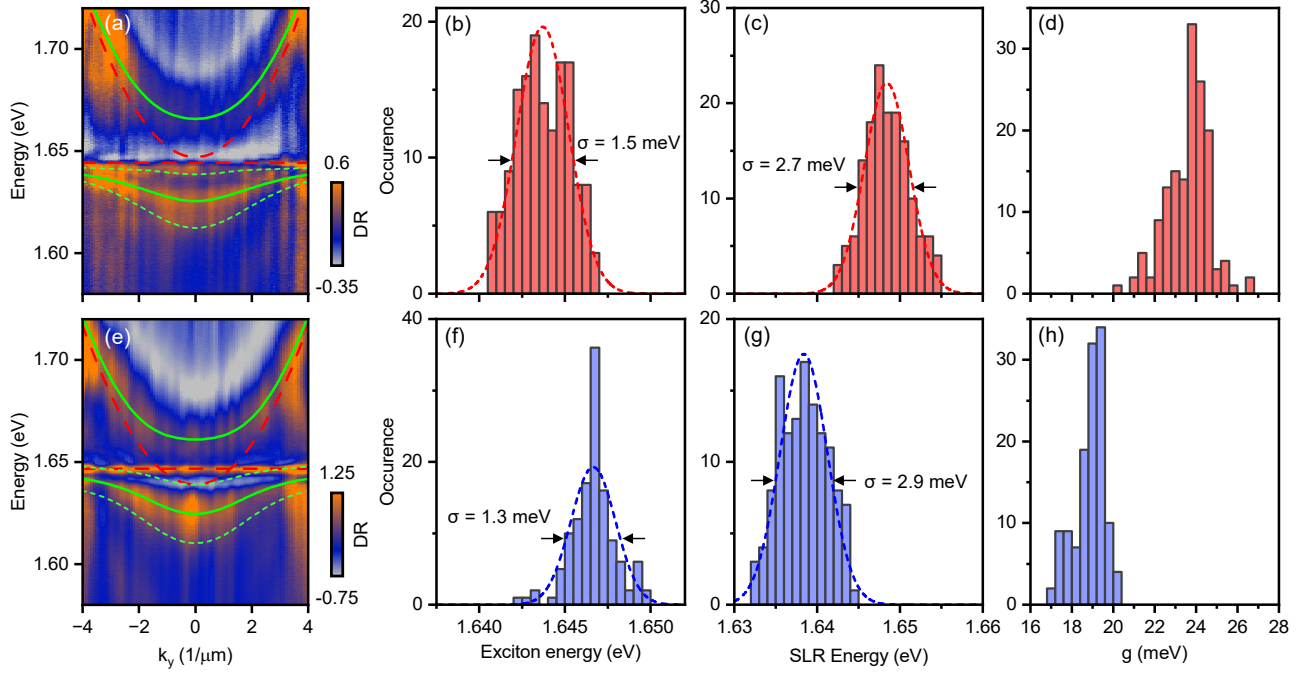 (a)
1.70
1.65
1.60
Energy (eV)
0.6
DR
-0.35
(b)
20
10
0
Occurence
σ = 1.5 meV
(c)
30
20
10
0
σ = 2.7 meV
(d)
30
20
10
0
(e)
1.70
1.65
1.60
Energy (eV)
1.25
DR
-0.75
−4 −2 0 2 4
k_y (1/µm)
(f)
40
20
0
Occurence
σ = 1.3 meV
1.640 1.645 1.650
Exciton energy (eV)
(g)
20
10
0
σ = 2.9 meV
1.63 1.64 1.65 1.66
SLR Energy (eV)
(h)
30
20
10
0
16 18 20 22 24 26 28
g (meV)